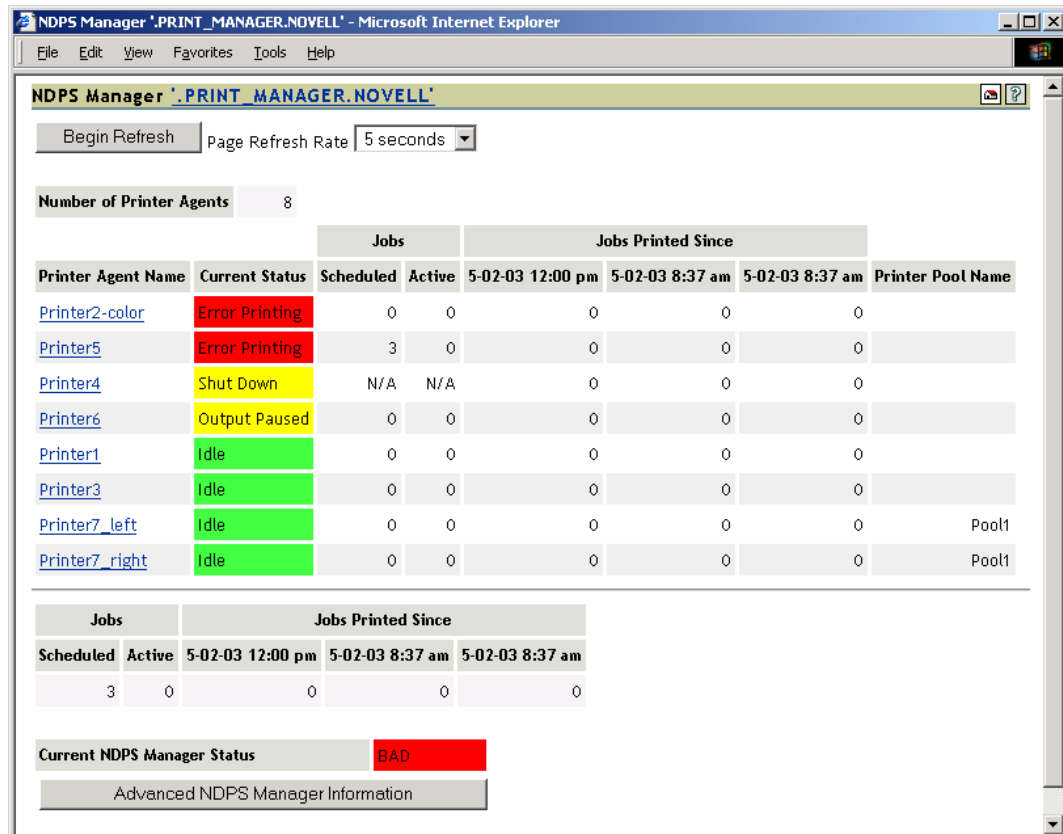 NDPS Manager '.PRINT_MANAGER.NOVELL' - Microsoft Internet Explorer
File Edit View Favorites Tools Help
NDPS Manager '.PRINT_MANAGER.NOVELL' ?
Begin Refresh Page Refresh Rate 5 seconds
Number of Printer Agents 8
Jobs Jobs Printed Since
Printer Agent Name Current Status Scheduled Active 5-02-03 12:00 pm 5-02-03 8:37 am 5-02-03 8:37 am Printer Pool Name
Printer2-color Error Printing 0 0 0 0 0
Printer5 Error Printing 3 0 0 0 0
Printer4 Shut Down N/A N/A 0 0 0
Printer6 Output Paused 0 0 0 0 0
Printer1 Idle 0 0 0 0 0
Printer3 Idle 0 0 0 0 0
Printer7_left Idle 0 0 0 0 0 Pool1
Printer7_right Idle 0 0 0 0 0 Pool1
Jobs Jobs Printed Since
Scheduled Active 5-02-03 12:00 pm 5-02-03 8:37 am 5-02-03 8:37 am
3 0 0 0 0
Current NDPS Manager Status BAD
Advanced NDPS Manager Information